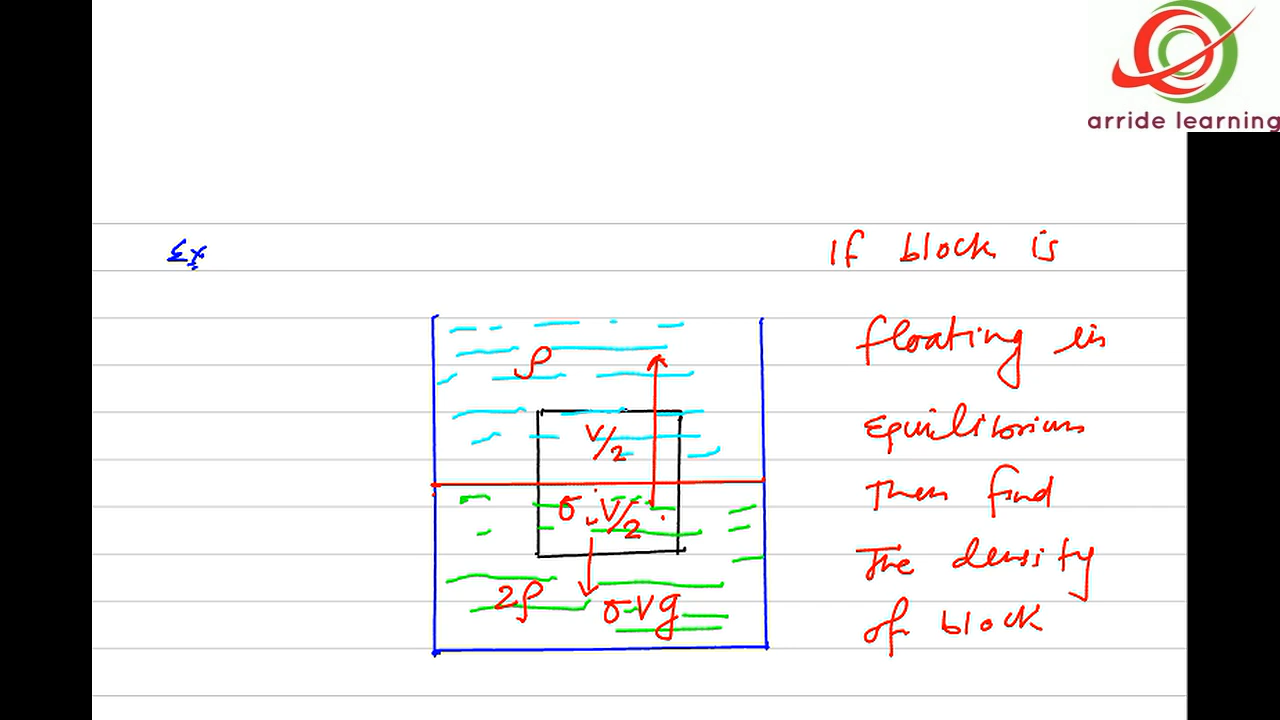 arride learning
Ex
If block is
floating in
equilibrium
Then find
The density
of block
ρ
V/2
σ V/2
2ρ
σVg